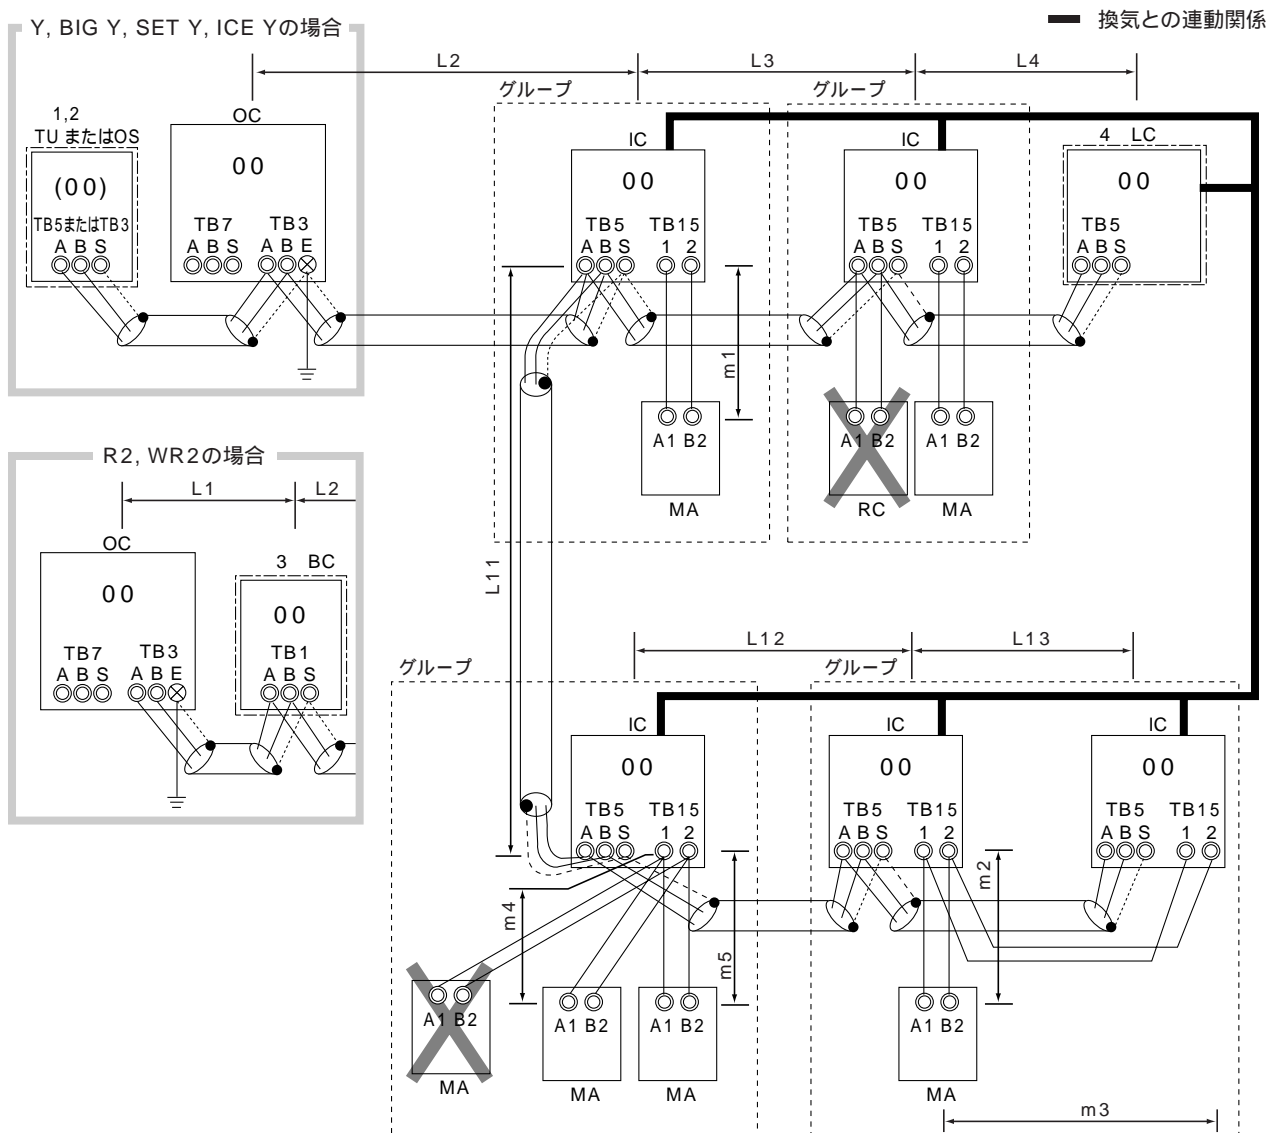 換気との連動関係
Y, BIG Y, SET Y, ICE Yの場合
L2
L3
L4
グループ
グループ
1,2
TU またはOS
OC
IC
IC
4 LC
(00)
00
00
00
00
TB5またはTB3
TB7
TB3
TB5
TB15
TB5
TB15
TB5
A B S
A B S
A B E
A B S
1 2
A B S
1 2
A B S
m1
A1 B2
A1 B2
A1 B2
MA
RC
MA
R2, WR2の場合
L1
L2
OC
3 BC
00
00
TB7
TB3
TB1
A B S
A B E
A B S
L11
L12
L13
グループ
グループ
IC
IC
IC
00
00
00
TB5
TB15
TB5
TB15
TB5
TB15
A B S
1 2
A B S
1 2
A B S
1 2
m4
m5
m2
A1 B2
A1 B2
A1 B2
A1 B2
MA
MA
MA
MA
m3